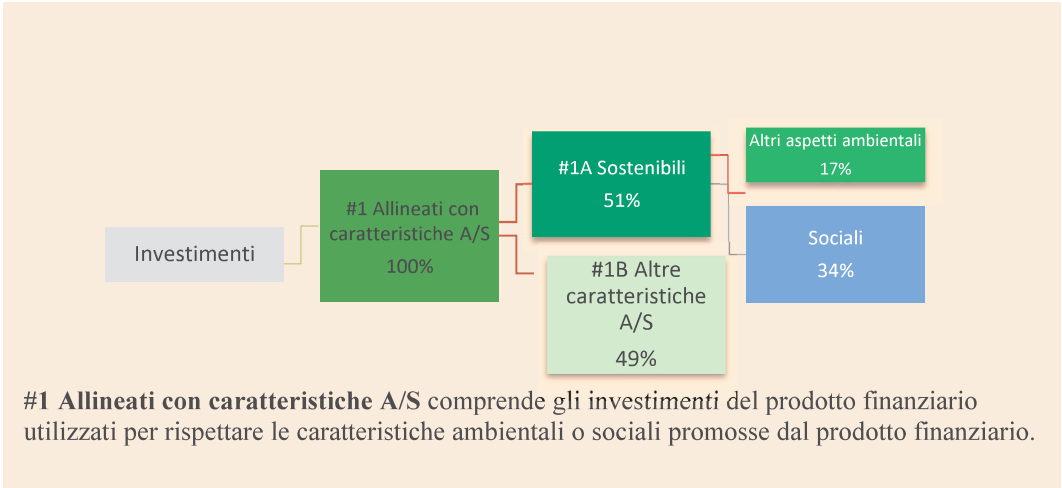 Investimenti
#1 Allineati con
caratteristiche A/S
100%
#1A Sostenibili
51%
#1B Altre
caratteristiche
A/S
49%
Altri aspetti ambientali
17%
Sociali
34%
#1 Allineati con caratteristiche A/S comprende gli investimenti del prodotto finanziario
utilizzati per rispettare le caratteristiche ambientali o sociali promosse dal prodotto finanziario.